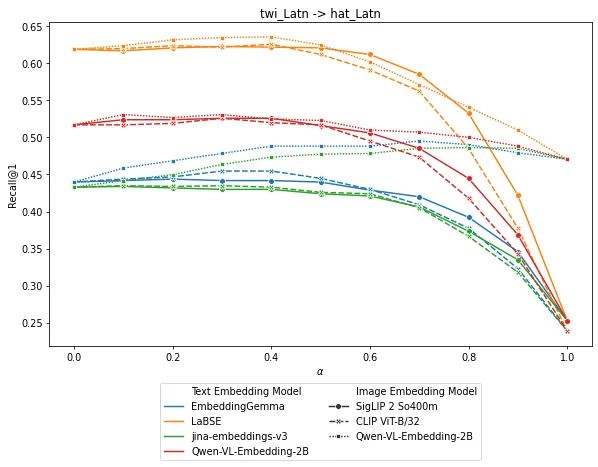 twi_Latn -> hat_Latn
Recall@1
0.65
0.60
0.55
0.50
0.45
0.40
0.35
0.30
0.25
0.0
0.2
0.4
0.6
0.8
1.0
α
Text Embedding Model
EmbeddingGemma
LaBSE
jina-embeddings-v3
Qwen-VL-Embedding-2B
Image Embedding Model
SigLIP 2 So400m
CLIP ViT-B/32
Qwen-VL-Embedding-2B